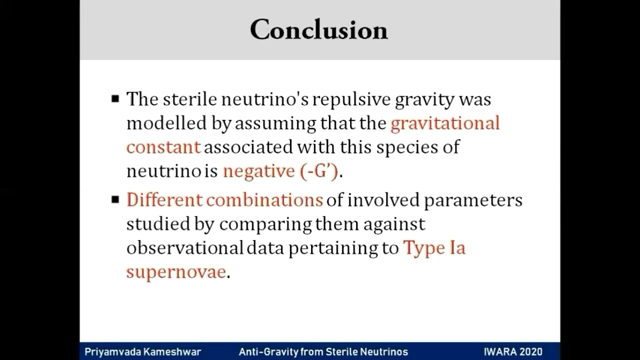 Conclusion
▪ The sterile neutrino's repulsive gravity was
modelled by assuming that the gravitational
constant associated with this species of
neutrino is negative (-G’).
▪ Different combinations of involved parameters
studied by comparing them against
observational data pertaining to Type Ia
supernovae.
Priyamvada Kameshwar Anti-Gravity from Sterile Neutrinos IWARA 2020